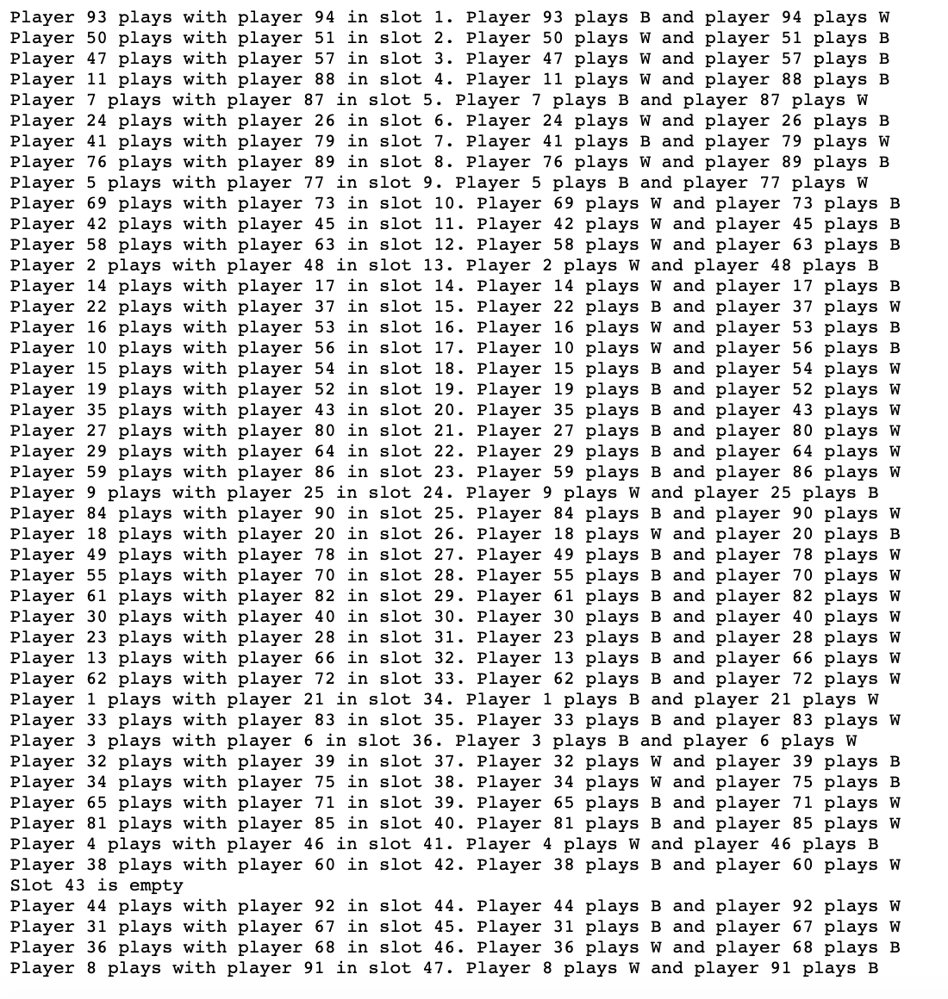 Player 93 plays with player 94 in slot 1. Player 93 plays B and player 94 plays W
Player 50 plays with player 51 in slot 2. Player 50 plays W and player 51 plays B
Player 47 plays with player 57 in slot 3. Player 47 plays W and player 57 plays B
Player 11 plays with player 88 in slot 4. Player 11 plays W and player 88 plays B
Player 7 plays with player 87 in slot 5. Player 7 plays B and player 87 plays W
Player 24 plays with player 26 in slot 6. Player 24 plays W and player 26 plays B
Player 41 plays with player 79 in slot 7. Player 41 plays B and player 79 plays W
Player 76 plays with player 89 in slot 8. Player 76 plays W and player 89 plays B
Player 5 plays with player 77 in slot 9. Player 5 plays B and player 77 plays W
Player 69 plays with player 73 in slot 10. Player 69 plays W and player 73 plays B
Player 42 plays with player 45 in slot 11. Player 42 plays W and player 45 plays B
Player 58 plays with player 63 in slot 12. Player 58 plays W and player 63 plays B
Player 2 plays with player 48 in slot 13. Player 2 plays W and player 48 plays B
Player 14 plays with player 17 in slot 14. Player 14 plays W and player 17 plays B
Player 22 plays with player 37 in slot 15. Player 22 plays B and player 37 plays W
Player 16 plays with player 53 in slot 16. Player 16 plays W and player 53 plays B
Player 10 plays with player 56 in slot 17. Player 10 plays W and player 56 plays B
Player 15 plays with player 54 in slot 18. Player 15 plays B and player 54 plays W
Player 19 plays with player 52 in slot 19. Player 19 plays B and player 52 plays W
Player 35 plays with player 43 in slot 20. Player 35 plays B and player 43 plays W
Player 27 plays with player 80 in slot 21. Player 27 plays B and player 80 plays W
Player 29 plays with player 64 in slot 22. Player 29 plays B and player 64 plays W
Player 59 plays with player 86 in slot 23. Player 59 plays B and player 86 plays W
Player 9 plays with player 25 in slot 24. Player 9 plays W and player 25 plays B
Player 84 plays with player 90 in slot 25. Player 84 plays B and player 90 plays W
Player 18 plays with player 20 in slot 26. Player 18 plays W and player 20 plays B
Player 49 plays with player 78 in slot 27. Player 49 plays B and player 78 plays W
Player 55 plays with player 70 in slot 28. Player 55 plays B and player 70 plays W
Player 61 plays with player 82 in slot 29. Player 61 plays B and player 82 plays W
Player 30 plays with player 40 in slot 30. Player 30 plays B and player 40 plays W
Player 23 plays with player 28 in slot 31. Player 23 plays B and player 28 plays W
Player 13 plays with player 66 in slot 32. Player 13 plays B and player 66 plays W
Player 62 plays with player 72 in slot 33. Player 62 plays B and player 72 plays W
Player 1 plays with player 21 in slot 34. Player 1 plays B and player 21 plays W
Player 33 plays with player 83 in slot 35. Player 33 plays B and player 83 plays W
Player 3 plays with player 6 in slot 36. Player 3 plays B and player 6 plays W
Player 32 plays with player 39 in slot 37. Player 32 plays W and player 39 plays B
Player 34 plays with player 75 in slot 38. Player 34 plays W and player 75 plays B
Player 65 plays with player 71 in slot 39. Player 65 plays B and player 71 plays W
Player 81 plays with player 85 in slot 40. Player 81 plays B and player 85 plays W
Player 4 plays with player 46 in slot 41. Player 4 plays W and player 46 plays B
Player 38 plays with player 60 in slot 42. Player 38 plays B and player 60 plays W
Slot 43 is empty
Player 44 plays with player 92 in slot 44. Player 44 plays B and player 92 plays W
Player 31 plays with player 67 in slot 45. Player 31 plays B and player 67 plays W
Player 36 plays with player 68 in slot 46. Player 36 plays W and player 68 plays B
Player 8 plays with player 91 in slot 47. Player 8 plays W and player 91 plays B